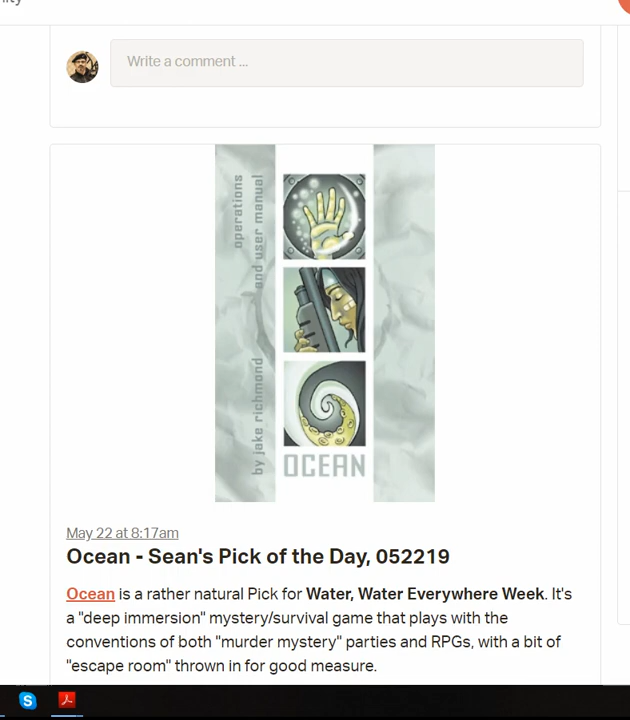 Write a comment ...
operations
and user manual
by jake richmond
OCEAN
May 22 at 8:17am
Ocean - Sean's Pick of the Day, 052219
Ocean is a rather natural Pick for Water, Water Everywhere Week. It's
a "deep immersion" mystery/survival game that plays with the
conventions of both "murder mystery" parties and RPGs, with a bit of
"escape room" thrown in for good measure.